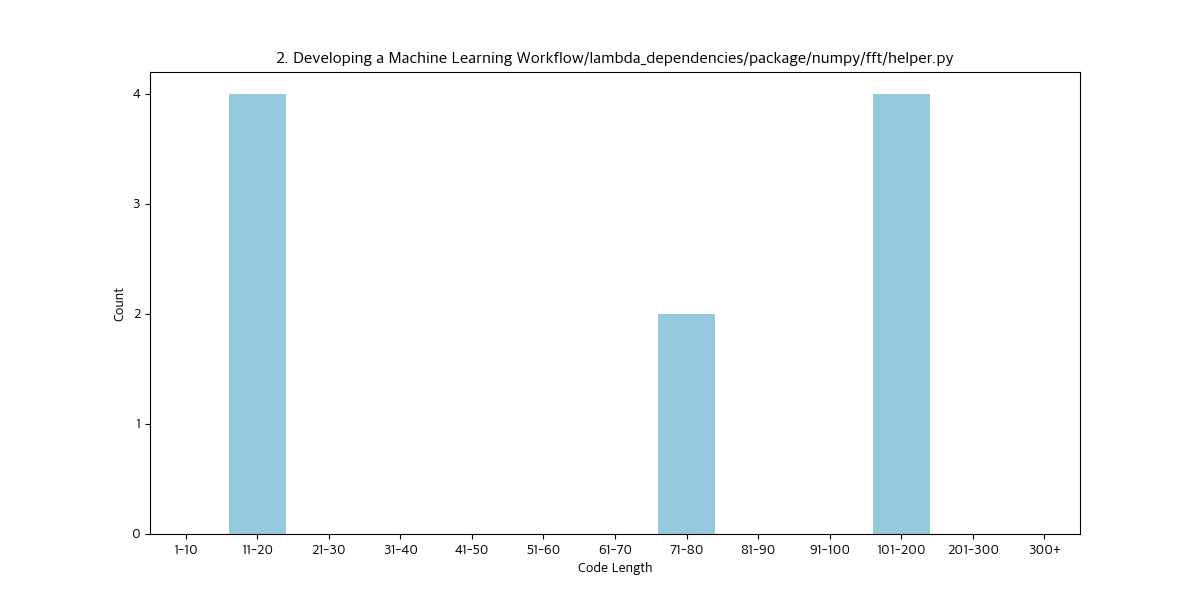 2. Developing a Machine Learning Workflow/lambda_dependencies/package/numpy/fft/helper.py
4
3
2
1
0
Count
1-10 11-20 21-30 31-40 41-50 51-60 61-70 71-80 81-90 91-100 101-200 201-300 300+
Code Length